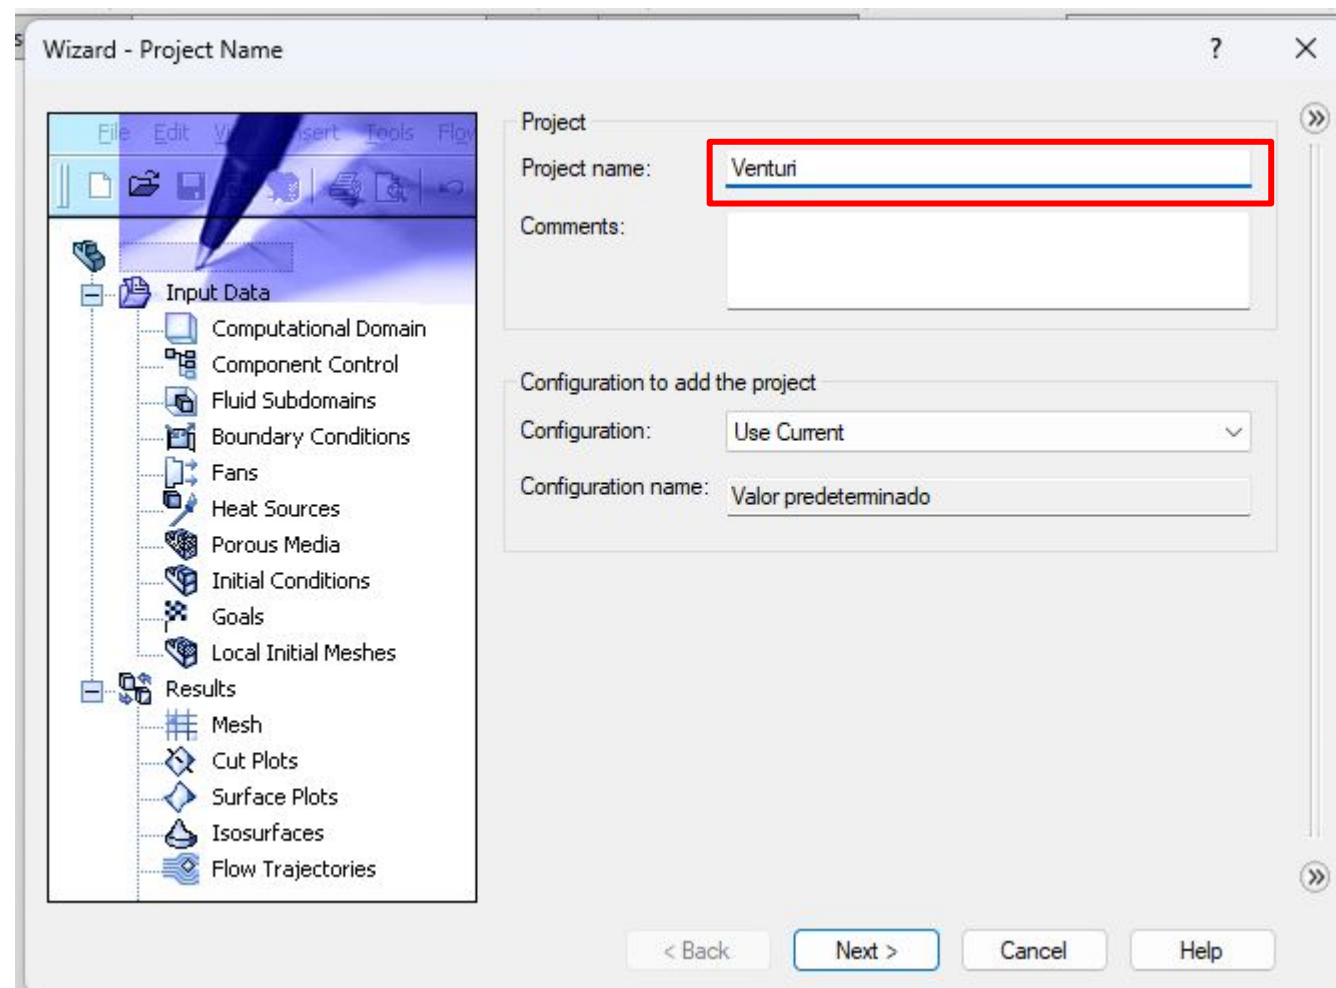 Wizard - Project Name
?
File Edit Tools
Project
Project name: Venturi
Comments:
Input Data
Computational Domain
Component Control
Fluid Subdomains
Boundary Conditions
Fans
Heat Sources
Porous Media
Initial Conditions
Goals
Local Initial Meshes
Results
Mesh
Cut Plots
Surface Plots
Isosurfaces
Flow Trajectories
Configuration to add the project
Configuration: Use Current
Configuration name: Valor predeterminado
< Back Next > Cancel Help